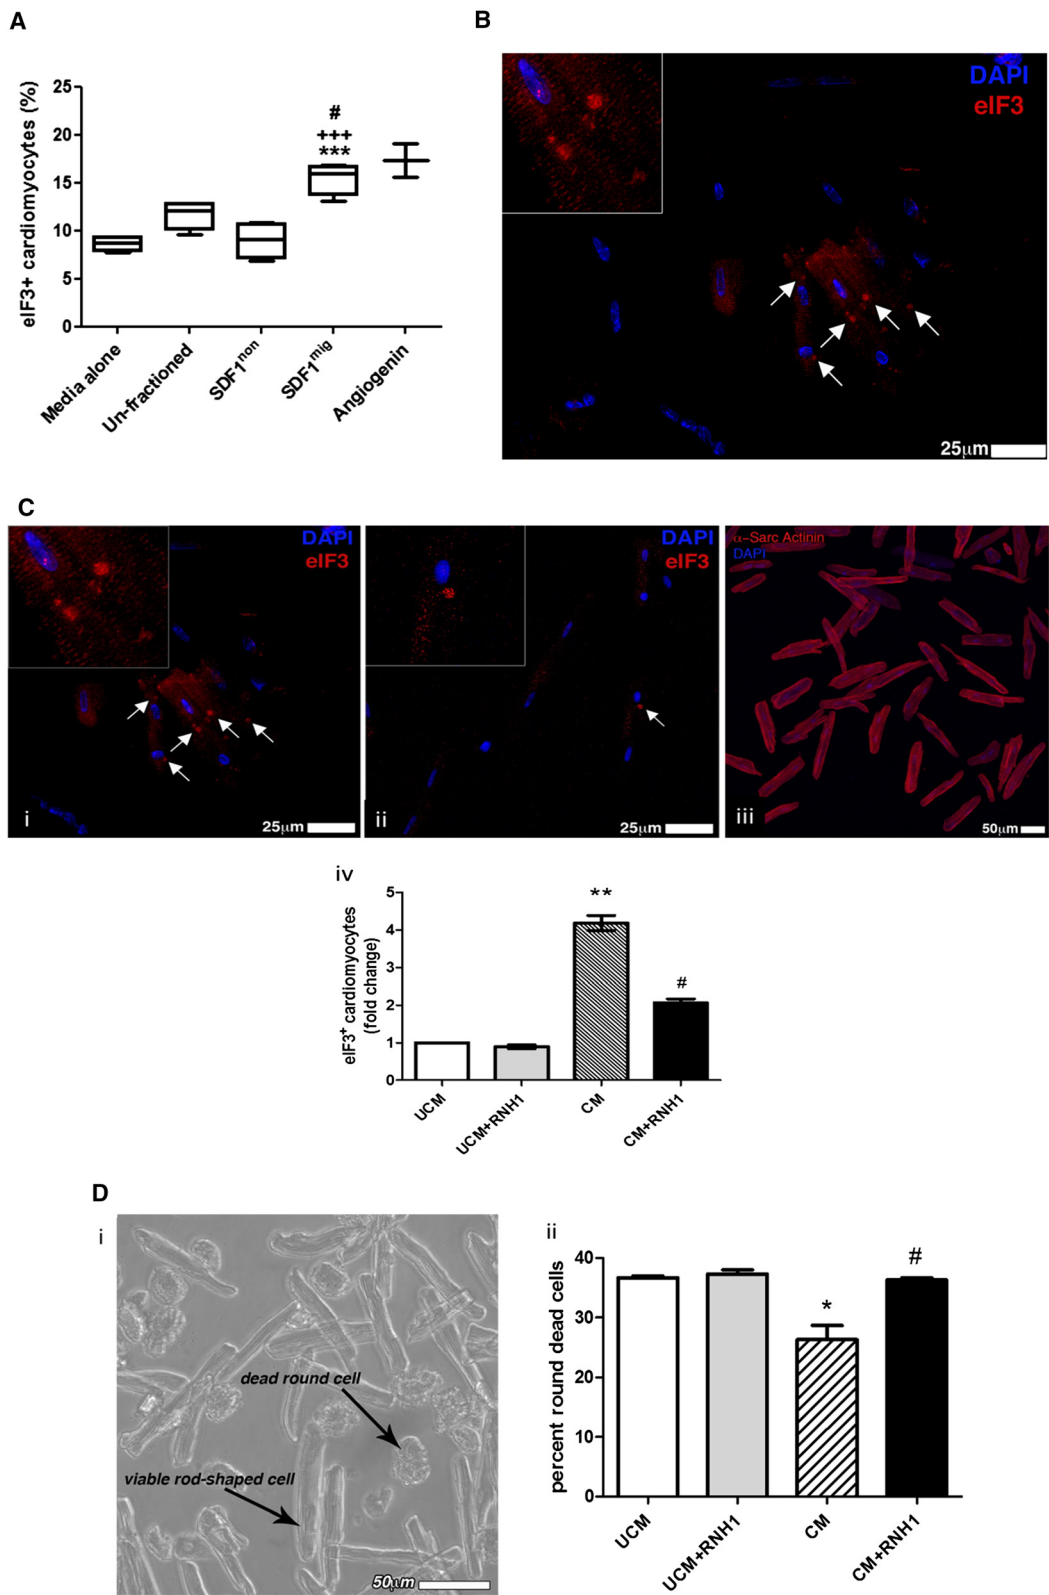 A
eIF3+ cardiomyocytes (%)
25
20
15
10
5
0
#
+++
***
Media alone
Un-fractioned
SDF1non
SDF1mig
Angiogenin
B
DAPI
eIF3
25μm
C
DAPI
eIF3
i
25μm
DAPI
eIF3
ii
25μm
α-Sarc Actinin
DAPI
iii
50μm
iv
eIF3+ cardiomyocytes
(fold change)
5
4
3
2
1
0
**
#
UCM
UCM+RNH1
CM
CM+RNH1
D
i
dead round cell
viable rod-shaped cell
50μm
ii
percent round dead cells
40
30
20
10
0
*
#
UCM
UCM+RNH1
CM
CM+RNH1